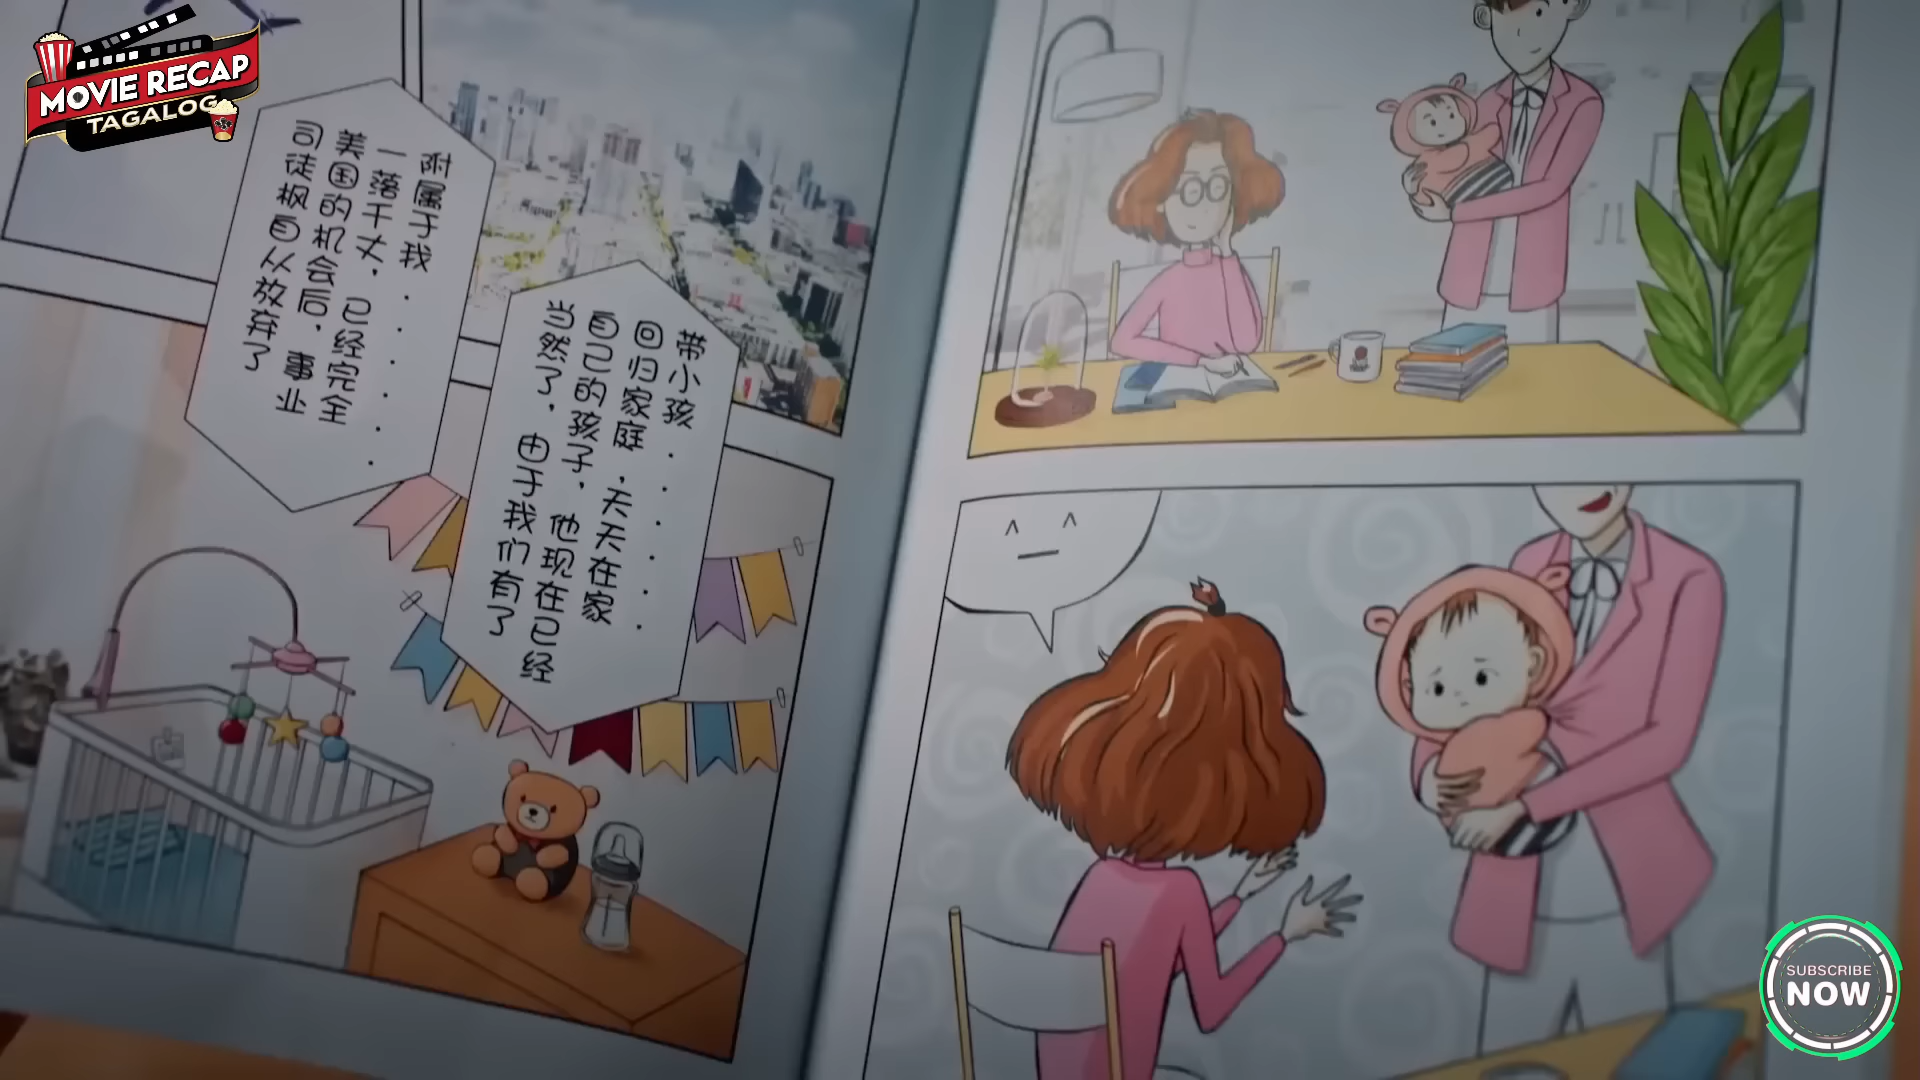 MOVIE RECAP
TAGALOG
司徒枫自从放弃了
美国的机会后，事业
一落千丈，已经完全
附属于我......
当然了，由于我们有了
自己的孩子，他现在已经
回归家庭，天天在家
带小孩......
SUBSCRIBE
NOW